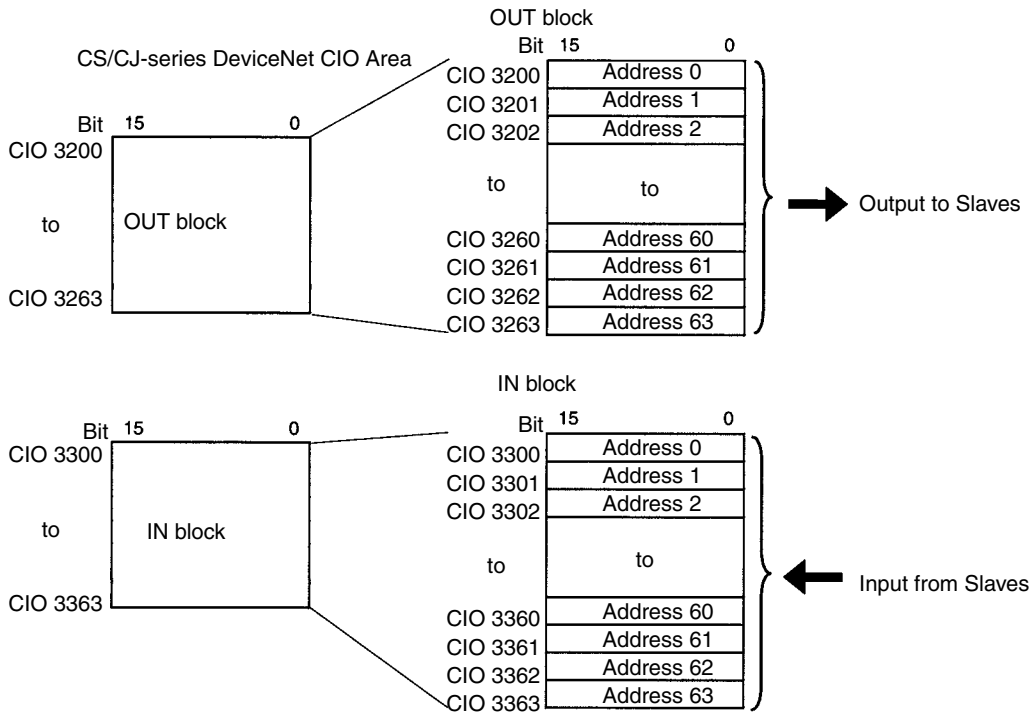 OUT block
CS/CJ-series DeviceNet CIO Area
Bit 15 0
CIO 3200
to
CIO 3263
OUT block
Bit 15 0
CIO 3200 Address 0
CIO 3201 Address 1
CIO 3202 Address 2
to to
CIO 3260 Address 60
CIO 3261 Address 61
CIO 3262 Address 62
CIO 3263 Address 63
Output to Slaves
IN block
Bit 15 0
CIO 3300
to
CIO 3363
IN block
Bit 15 0
CIO 3300 Address 0
CIO 3301 Address 1
CIO 3302 Address 2
to to
CIO 3360 Address 60
CIO 3361 Address 61
CIO 3362 Address 62
CIO 3363 Address 63
Input from Slaves